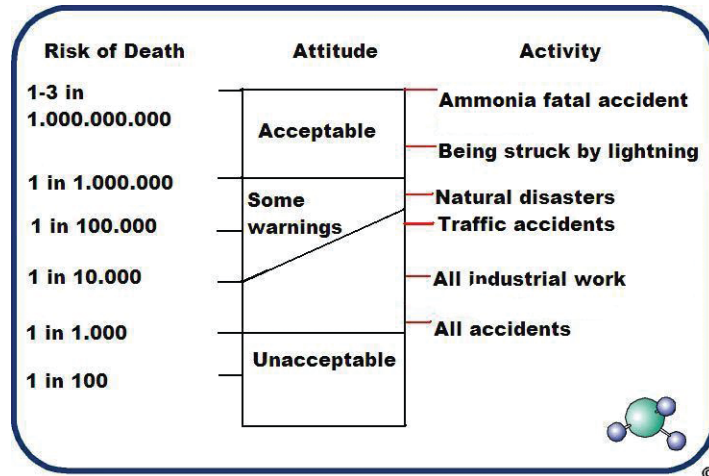 Risk of Death Attitude Activity
1-3 in
1.000.000.000
Ammonia fatal accident
Acceptable
Being struck by lightning
1 in 1.000.000
Some
warnings
Natural disasters
1 in 100.000
Traffic accidents
1 in 10.000
All industrial work
1 in 1.000
All accidents
Unacceptable
1 in 100
©